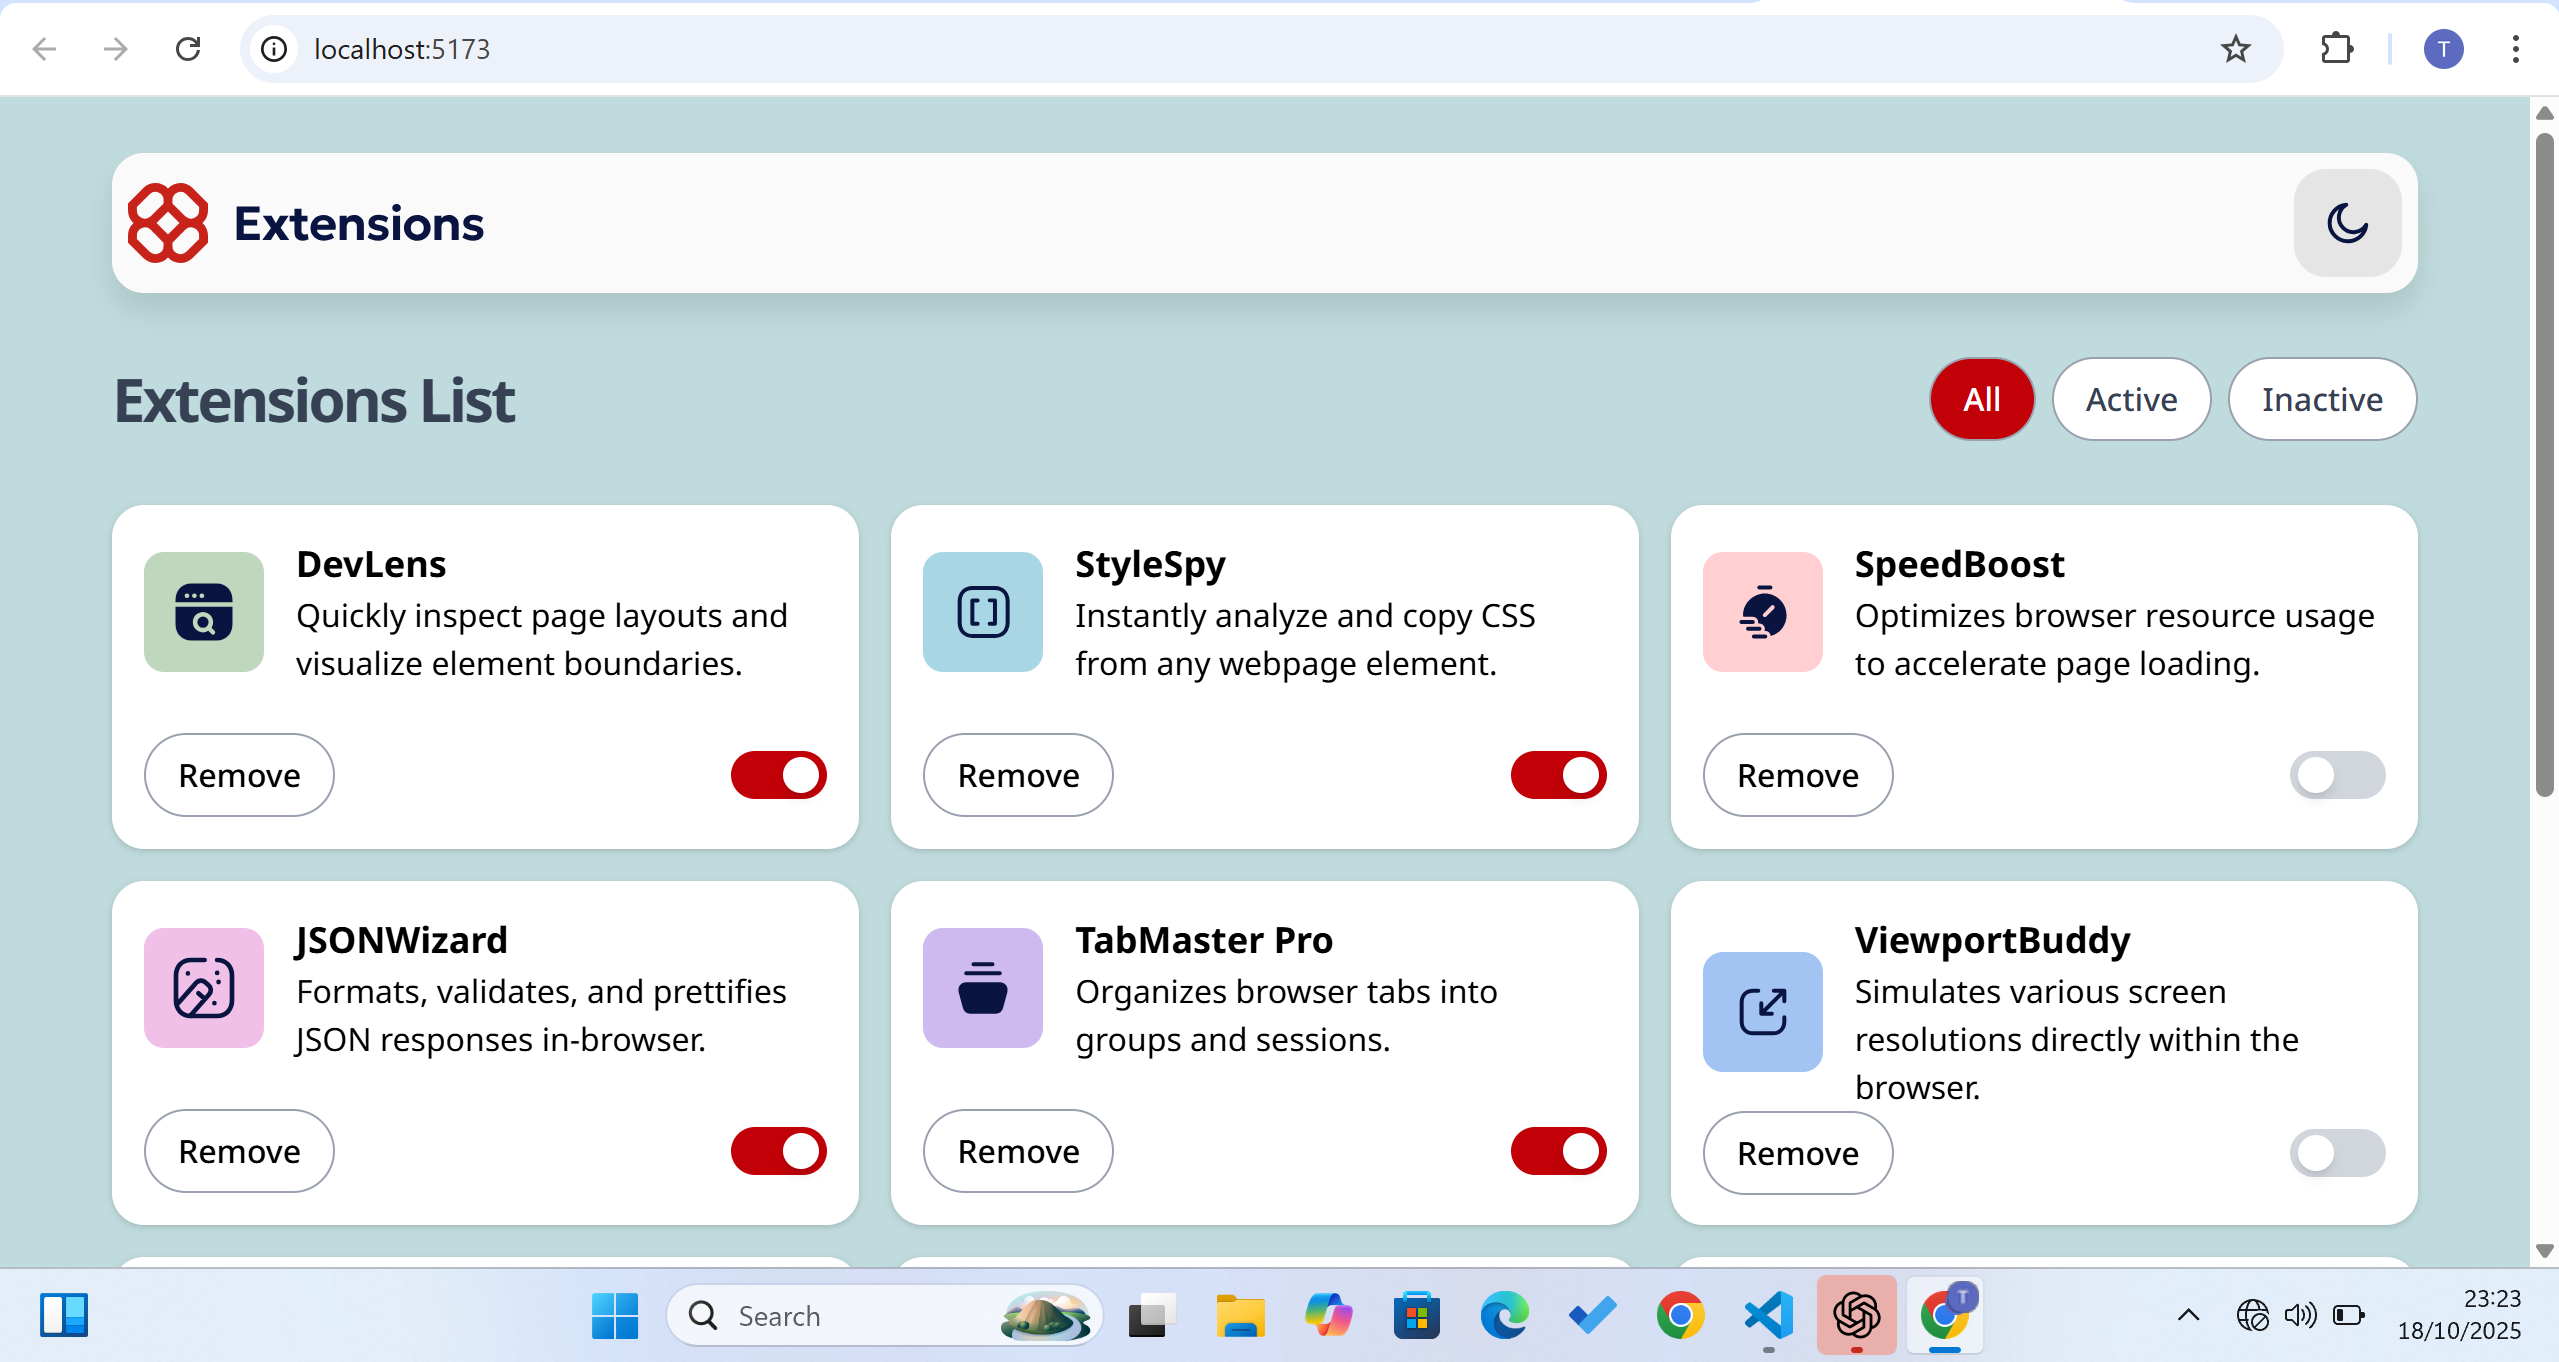 localhost:5173
T
Extensions
Extensions List
All
Active
Inactive
DevLens
Quickly inspect page layouts and
visualize element boundaries.
Remove
StyleSpy
Instantly analyze and copy CSS
from any webpage element.
Remove
SpeedBoost
Optimizes browser resource usage
to accelerate page loading.
Remove
JSONWizard
Formats, validates, and prettifies
JSON responses in-browser.
Remove
TabMaster Pro
Organizes browser tabs into
groups and sessions.
Remove
ViewportBuddy
Simulates various screen
resolutions directly within the
browser.
Remove
Search
T
23:23
18/10/2025